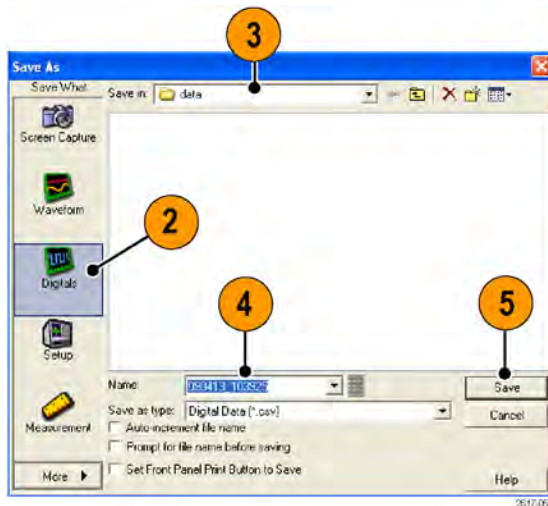 3
Save As
Save What
Save in: data
Screen Capture
Waveform
2
Digitals
4
5
Setup
Name: 090413_103925
Save
Save as type: Digital Data (*.csv)
Cancel
Auto-increment file name
Measurement
Prompt for file name before saving
Set Front Panel Print Button to Save
More
Help